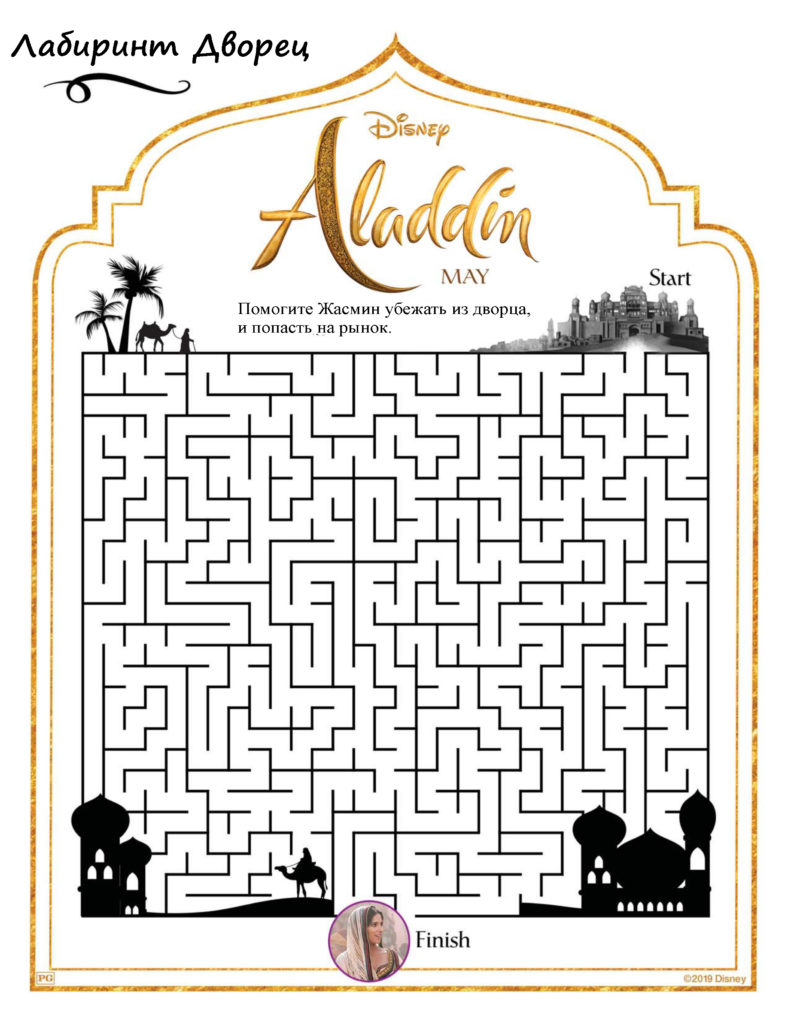 Лабиринт Дворец
Disney
Aladdin
MAY
Start
Помогите Жасмин убежать из дворца,
и попасть на рынок.
Finish
PG
©2019 Disney